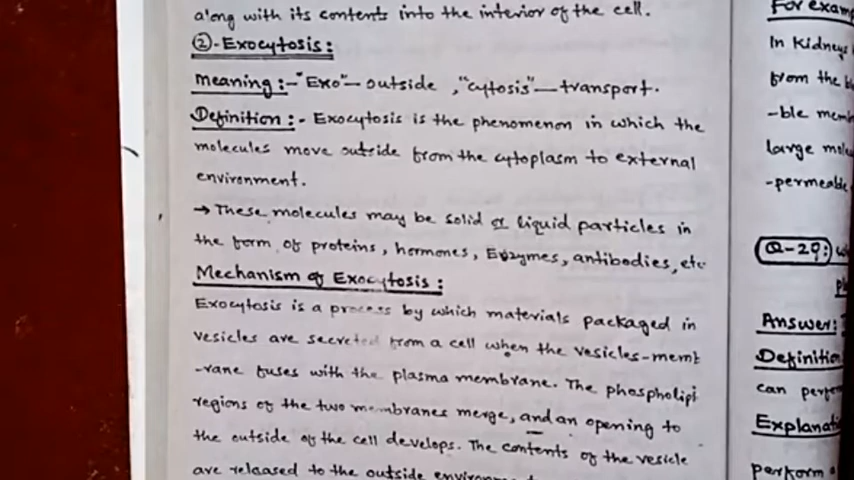 along with its contents into the interior of the cell.
②-Exocytosis:
Meaning:-"Exo"— outside ,"cytosis"— transport.
Definition:- Exocytosis is the phenomenon in which the
molecules move outside from the cytoplasm to external
environment.
→ These molecules may be solid or liquid particles in
the form of proteins, hormones, Enzymes, antibodies, etc
Mechanism of Exocytosis:
Exocytosis is a process by which materials packaged in
vesicles are secreted from a cell when the vesicles-memb
-rane fuses with the plasma membrane. The phospholipi
regions of the two membranes merge, and an opening to
the outside of the cell develops. The contents of the vesicle
are released to the outside
For examp
In Kidneys
from the
-ble mem
large mole
-permeable
Q-29:
Answer:
Definition
can perfo
Explanati
perform a